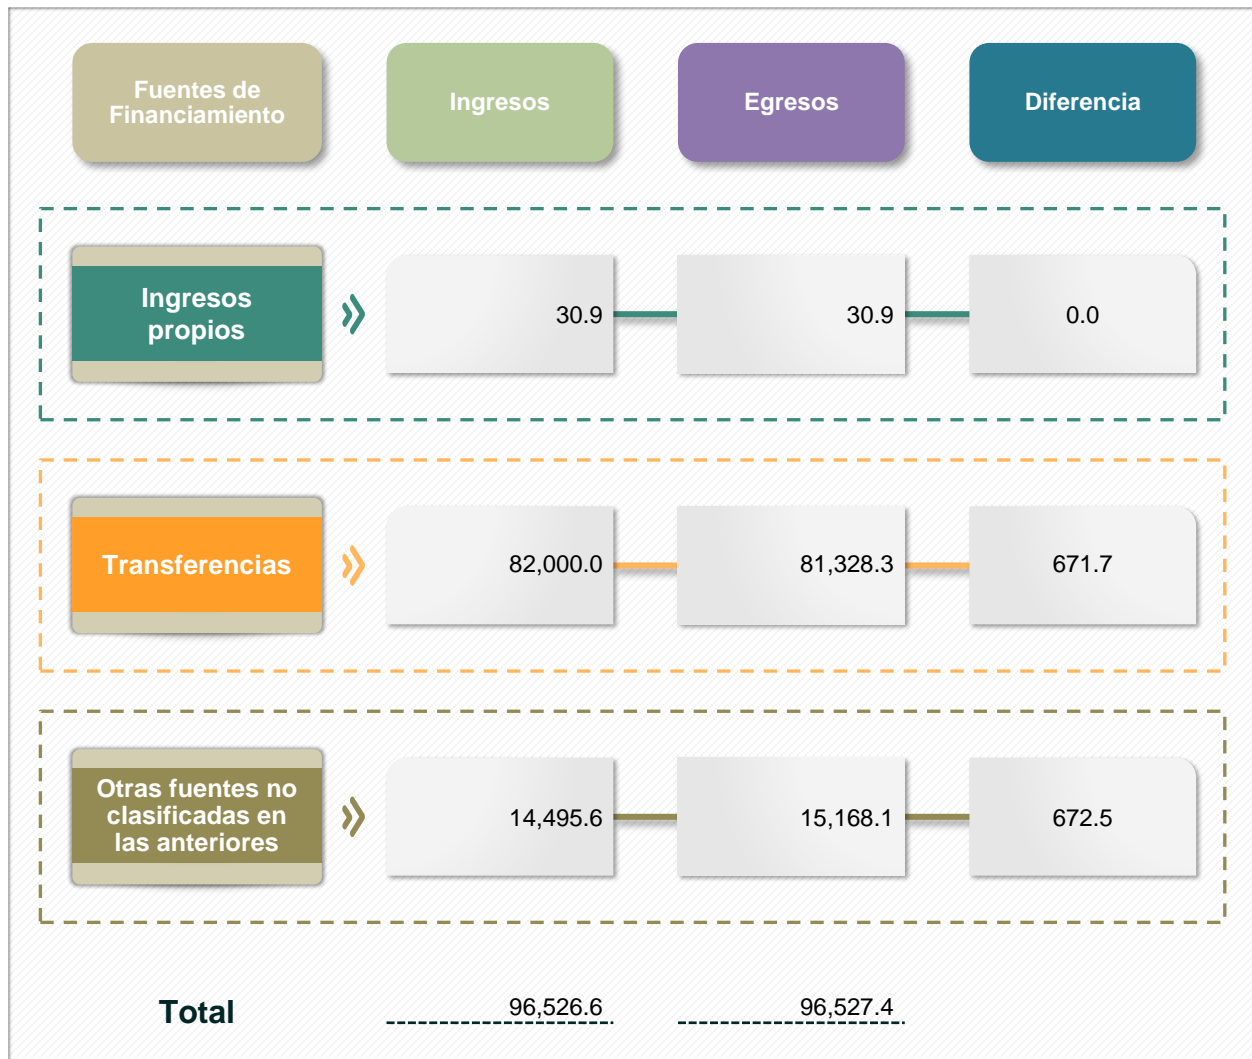 Fuentes de
Financiamiento
Ingresos
Egresos
Diferencia
Ingresos
propios
30.9
30.9
0.0
Transferencias
82,000.0
81,328.3
671.7
Otras fuentes no
clasificadas en
las anteriores
14,495.6
15,168.1
672.5
Total
96,526.6
96,527.4